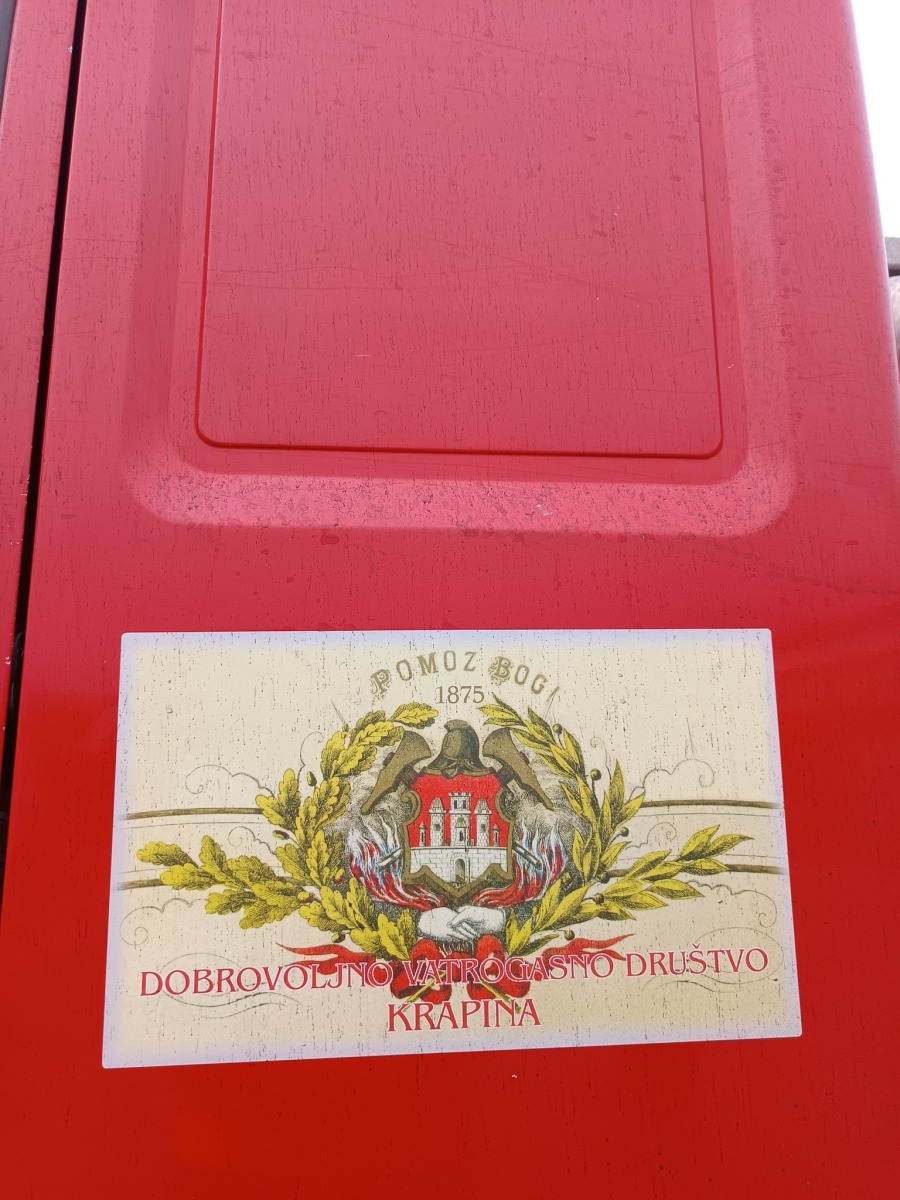 POMOZ BOG!
1875
DOBROVOLJNO VATROGASNO DRUŠTVO
KRAPINA